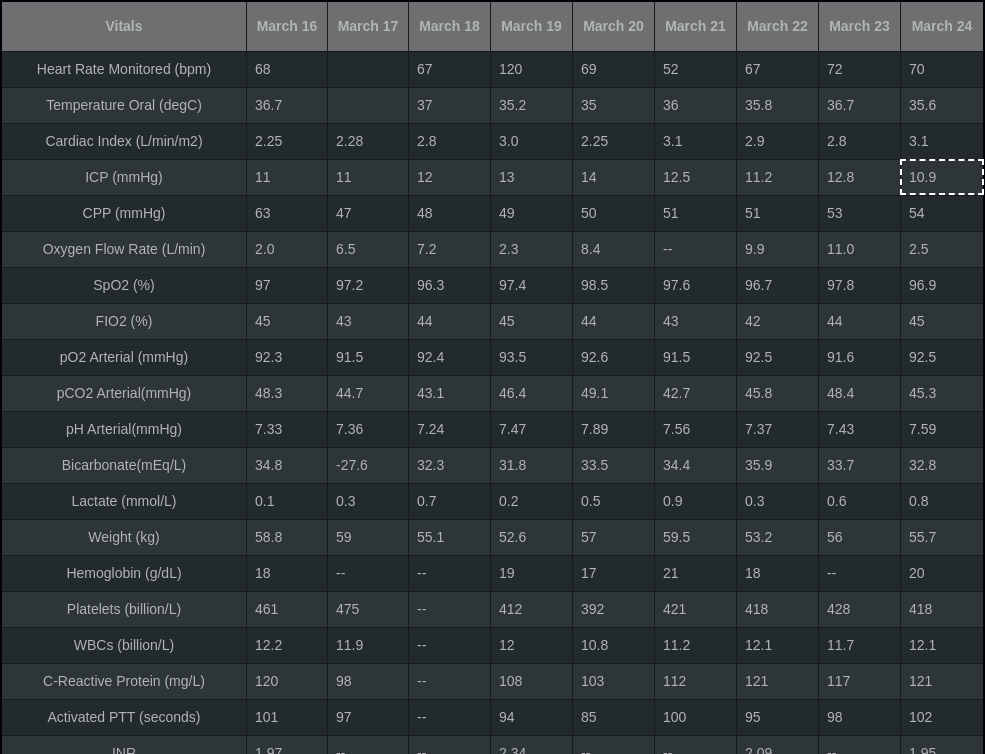 Vitals March 16 March 17 March 18 March 19 March 20 March 21 March 22 March 23 March 24
Heart Rate Monitored (bpm) 68 67 120 69 52 67 72 70
Temperature Oral (degC) 36.7 37 35.2 35 36 35.8 36.7 35.6
Cardiac Index (L/min/m2) 2.25 2.28 2.8 3.0 2.25 3.1 2.9 2.8 3.1
ICP (mmHg) 11 11 12 13 14 12.5 11.2 12.8 10.9
CPP (mmHg) 63 47 48 49 50 51 51 53 54
Oxygen Flow Rate (L/min) 2.0 6.5 7.2 2.3 8.4 -- 9.9 11.0 2.5
SpO2 (%) 97 97.2 96.3 97.4 98.5 97.6 96.7 97.8 96.9
FIO2 (%) 45 43 44 45 44 43 42 44 45
pO2 Arterial (mmHg) 92.3 91.5 92.4 93.5 92.6 91.5 92.5 91.6 92.5
pCO2 Arterial(mmHg) 48.3 44.7 43.1 46.4 49.1 42.7 45.8 48.4 45.3
pH Arterial(mmHg) 7.33 7.36 7.24 7.47 7.89 7.56 7.37 7.43 7.59
Bicarbonate(mEq/L) 34.8 -27.6 32.3 31.8 33.5 34.4 35.9 33.7 32.8
Lactate (mmol/L) 0.1 0.3 0.7 0.2 0.5 0.9 0.3 0.6 0.8
Weight (kg) 58.8 59 55.1 52.6 57 59.5 53.2 56 55.7
Hemoglobin (g/dL) 18 -- -- 19 17 21 18 -- 20
Platelets (billion/L) 461 475 -- 412 392 421 418 428 418
WBCs (billion/L) 12.2 11.9 -- 12 10.8 11.2 12.1 11.7 12.1
C-Reactive Protein (mg/L) 120 98 -- 108 103 112 121 117 121
Activated PTT (seconds) 101 97 -- 94 85 100 95 98 102
INR 1.97 -- -- 2.34 -- -- 2.09 -- 1.95